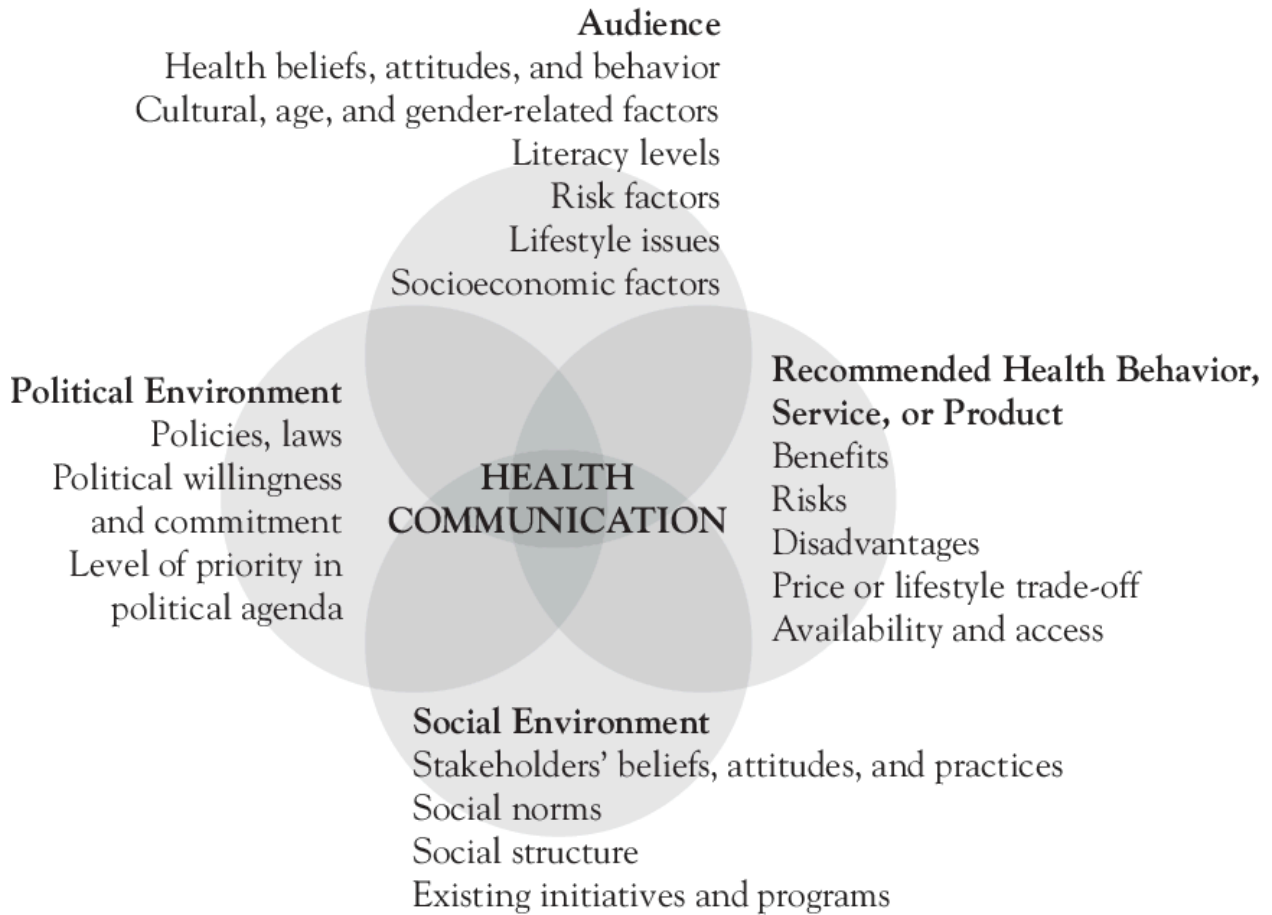 Audience
Health beliefs, attitudes, and behavior
Cultural, age, and gender-related factors
Literacy levels
Risk factors
Lifestyle issues
Socioeconomic factors
Political Environment
Policies, laws
Political willingness
and commitment
Level of priority in
political agenda
HEALTH
COMMUNICATION
Recommended Health Behavior,
Service, or Product
Benefits
Risks
Disadvantages
Price or lifestyle trade-off
Availability and access
Social Environment
Stakeholders’ beliefs, attitudes, and practices
Social norms
Social structure
Existing initiatives and programs